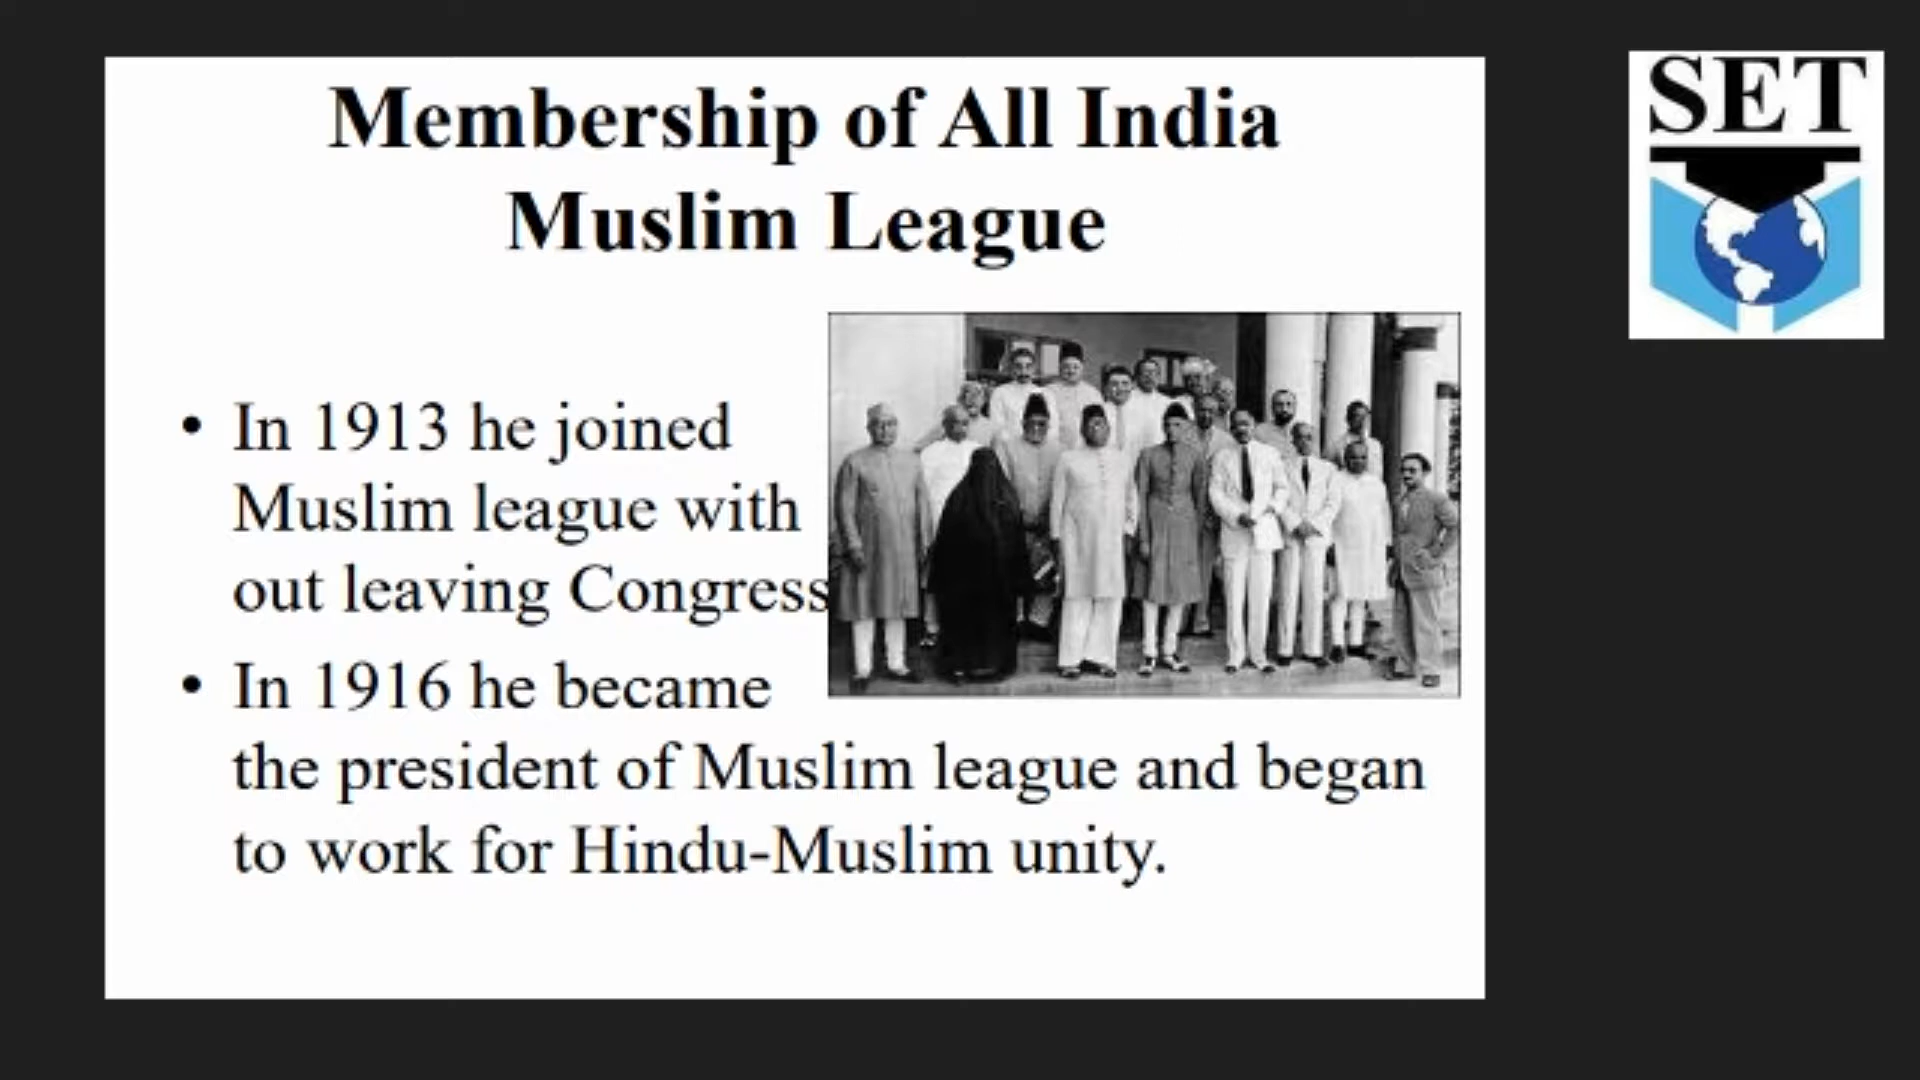 Membership of All India
Muslim League
• In 1913 he joined
Muslim league with
out leaving Congress
• In 1916 he became
the president of Muslim league and began
to work for Hindu-Muslim unity.
SET